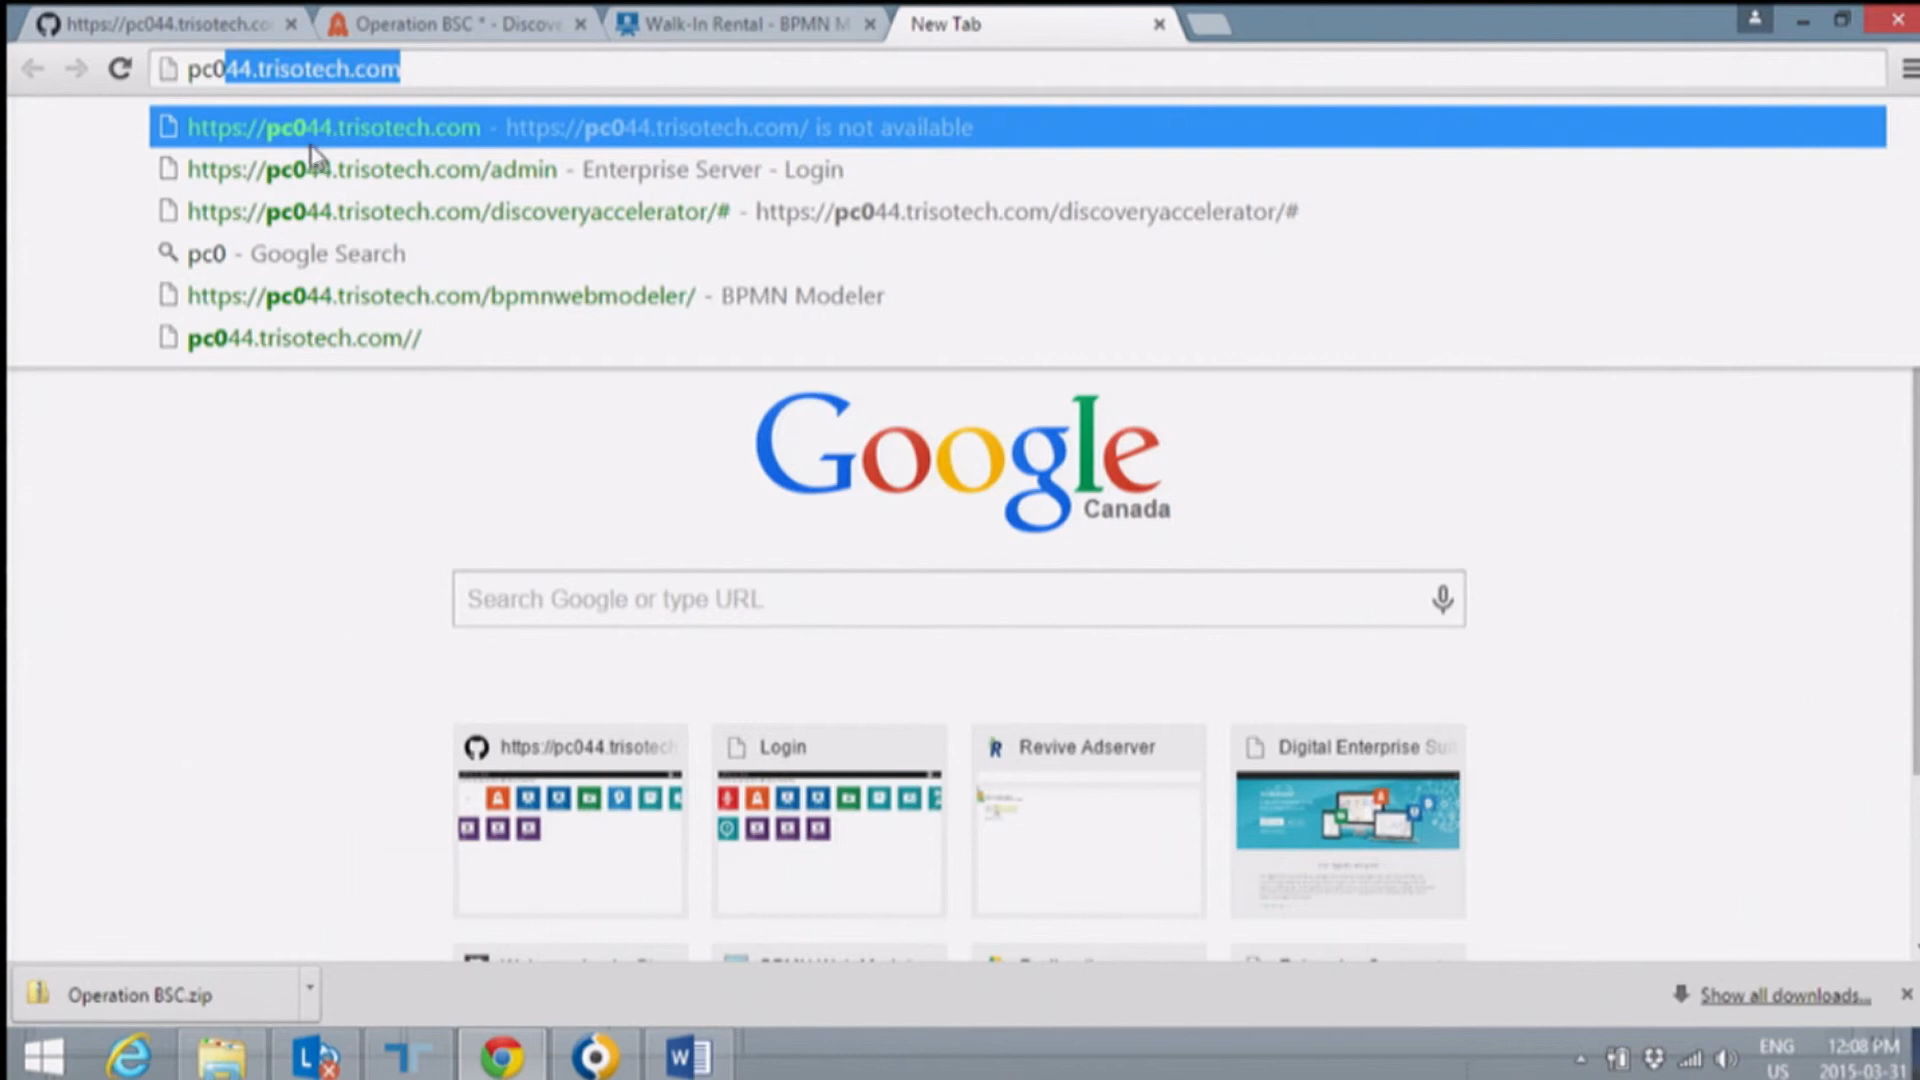 https://pc044.trisotech.co
Operation BSC * - Discove
Walk-In Rental - BPMN M
New Tab
pc044.trisotech.com
https://pc044.trisotech.com - https://pc044.trisotech.com/ is not available
https://pc044.trisotech.com/admin - Enterprise Server - Login
https://pc044.trisotech.com/discoveryaccelerator/# - https://pc044.trisotech.com/discoveryaccelerator/#
pc0 - Google Search
https://pc044.trisotech.com/bpmnwebmodeler/ - BPMN Modeler
pc044.trisotech.com//
Google
Canada
Search Google or type URL
https://pc044.trisotech
Login
Revive Adserver
Digital Enterprise Sui
Operation BSC.zip
Show all downloads...
ENG
12:08 PM
US
2015-03-31